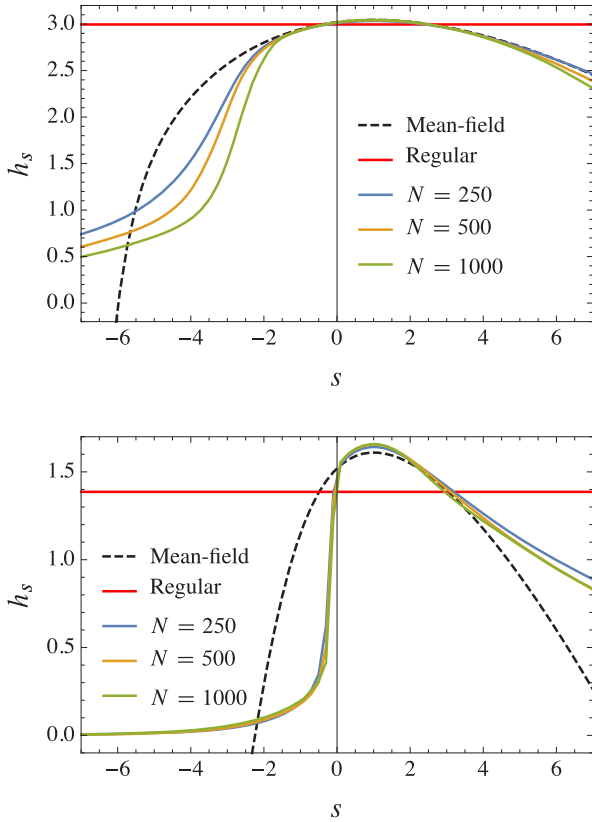 3.0
2.5
2.0
1.5
1.0
0.5
0.0
h_s
Mean-field
Regular
N = 250
N = 500
N = 1000
−6 −4 −2 0 2 4 6
s
1.5
1.0
0.5
0.0
h_s
Mean-field
Regular
N = 250
N = 500
N = 1000
−6 −4 −2 0 2 4 6
s